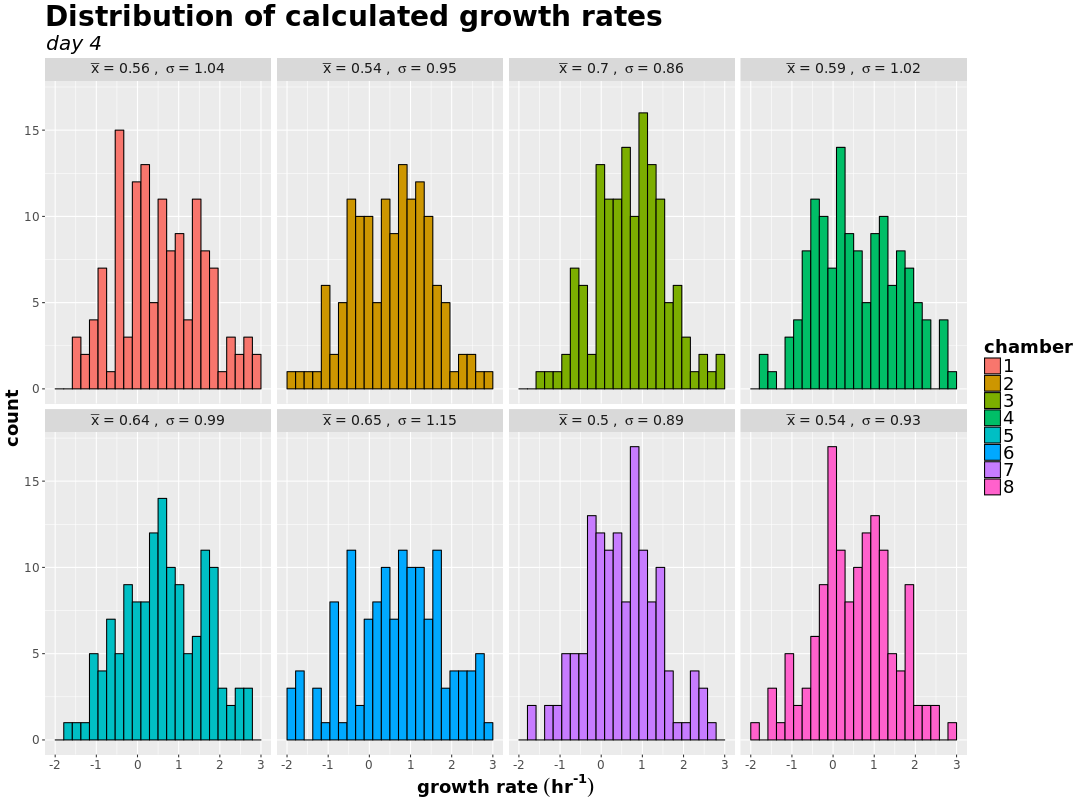 Distribution of calculated growth rates
day 4
x̅ = 0.56 , σ = 1.04
x̅ = 0.54 , σ = 0.95
x̅ = 0.7 , σ = 0.86
x̅ = 0.59 , σ = 1.02
15
10
5
0
x̅ = 0.64 , σ = 0.99
x̅ = 0.65 , σ = 1.15
x̅ = 0.5 , σ = 0.89
x̅ = 0.54 , σ = 0.93
15
10
5
0
-2 -1 0 1 2 3
-2 -1 0 1 2 3
-2 -1 0 1 2 3
-2 -1 0 1 2 3
growth rate (hr⁻¹)
count
chamber
1
2
3
4
5
6
7
8